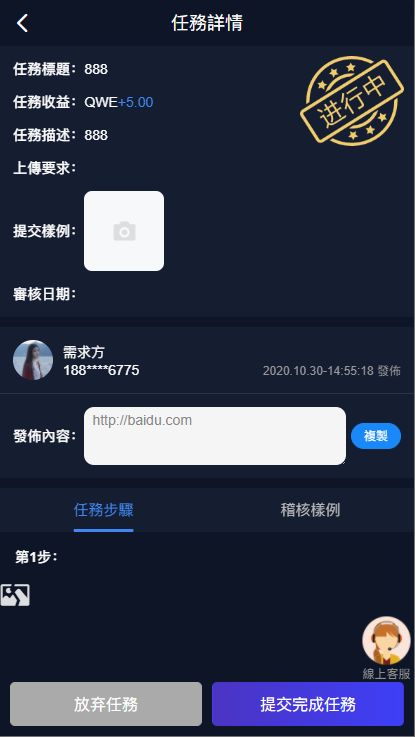 任務詳情
任務標題：888
任務收益：QWE+5.00
任務描述：888
上傳要求：
提交樣例：
審核日期：
进行中
需求方
188****6775
2020.10.30-14:55:18 發佈
發佈內容：
http://baidu.com
複製
任務步驟
稽核樣例
第1步：
線上客服
放弃任務
提交完成任務